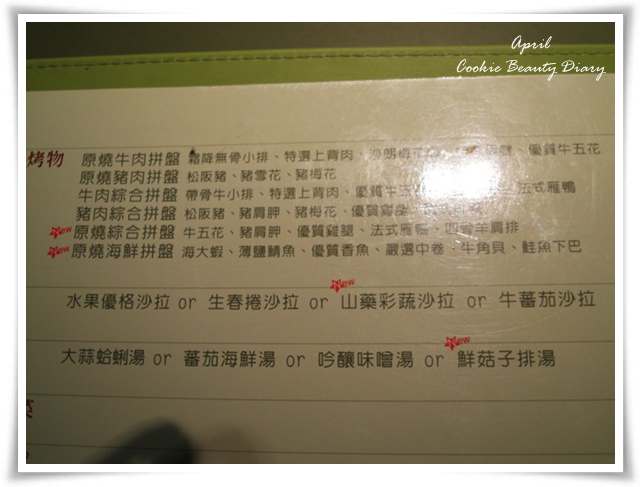 April
Cookie Beauty Diary
烤物 原燒牛肉拼盤 霜降無骨小排、特選上背肉、優質牛五花
原燒豬肉拼盤 松阪豬、豬雪花、豬梅花
牛肉綜合拼盤 帶骨牛小排、特選上背肉、優質牛 法式雁鴨
豬肉綜合拼盤 松阪豬、豬肩胛、豬梅花、優質雞腿
NEW 原燒綜合拼盤 牛五花、豬肩胛、優質雞腿、法式雁鴨、羊肩排
NEW 原燒海鮮拼盤 海大蝦、薄鹽鯖魚、優質香魚、嚴選中卷、牛角貝、鮭魚下巴
水果優格沙拉 or 生春捲沙拉 or NEW 山藥彩蔬沙拉 or 牛蕃茄沙拉
大蒜蛤蜊湯 or 蕃茄海鮮湯 or 吟釀味噌湯 or NEW 鮮菇子排湯